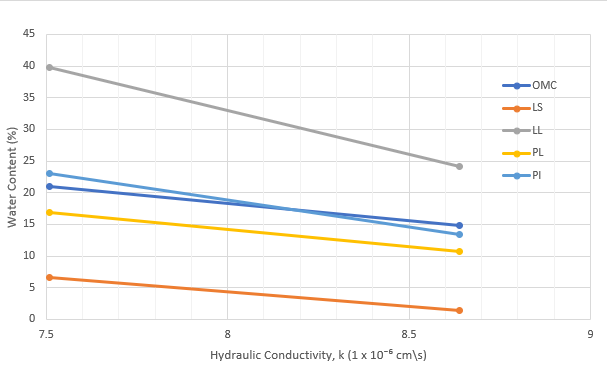 45
40
35
30
25
20
15
10
5
0
Water Content (%)
7.5 8 8.5 9
Hydraulic Conductivity, k (1 x 10⁻⁶ cm\s)
OMC
LS
LL
PL
PI